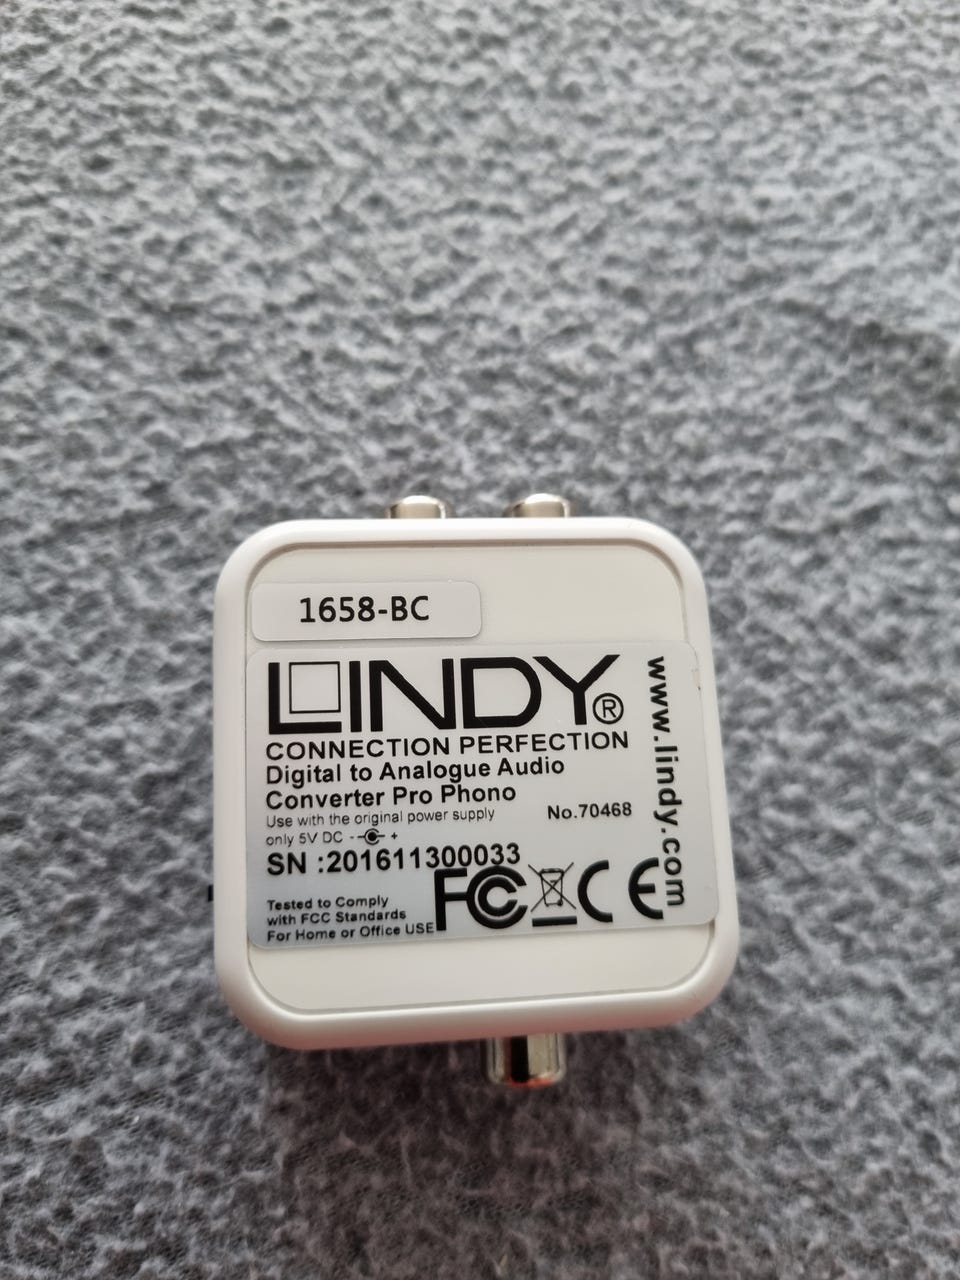 1658-BC
LINDY®
CONNECTION PERFECTION
Digital to Analogue Audio
Converter Pro Phono
Use with the original power supply
only 5V DC - +
No.70468
SN :201611300033
Tested to Comply
with FCC Standards
For Home or Office USE
FC CE
www.lindy.com